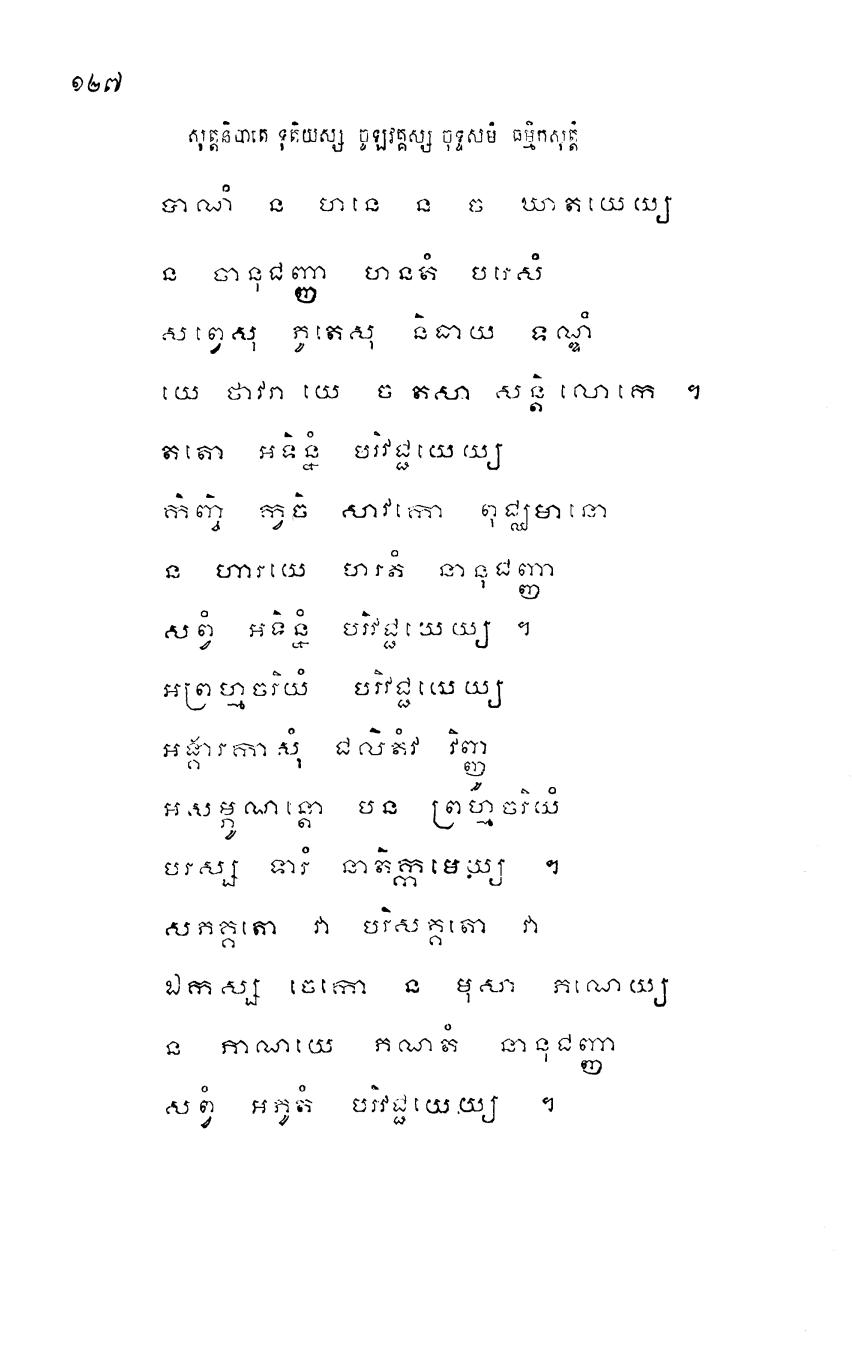 ១២៧
សុត្តនិបាតេ ទុតិយស្ស ចូឡវគ្គស្ស ចុទ្ទសមំ ធម្មិកសុត្តំ
បាណំ ន ហនេ ន ច ឃាតយេយ្យ
ន ចានុជញ្ញា ហនតំ បរេសំ
សព្វេសុ ភូតេសុ និធាយ ទណ្ឌំ
យេ ថាវរា យេ ច តសា សន្តិ លោកេ ។
តតោ អទិន្នំ បរិវជ្ជយេយ្យ
កិញ្ចិ ក្វចិ សាវកោ ពុជ្ឈមានោ
ន ហារយេ ហរតំ នានុជញ្ញា
សព្វំ អទិន្នំ បរិវជ្ជយេយ្យ ។
អព្រហ្មចរិយំ បរិវជ្ជយេយ្យ
អង្គារកាសុំ ជលិតំវ វិញ្ញូ
អសម្ភុណន្តោ បន ព្រហ្មចរិយំ
បរស្ស ទារំ នាតិក្កមេយ្យ ។
សភគ្គតោ វា បរិសគ្គតោ វា
ឯកស្ស ចេកោ ន មុសា ភណេយ្យ
ន ភាណយេ ភណតំ នានុជញ្ញា
សព្វំ អភូតំ បរិវជ្ជយេយ្យ ។